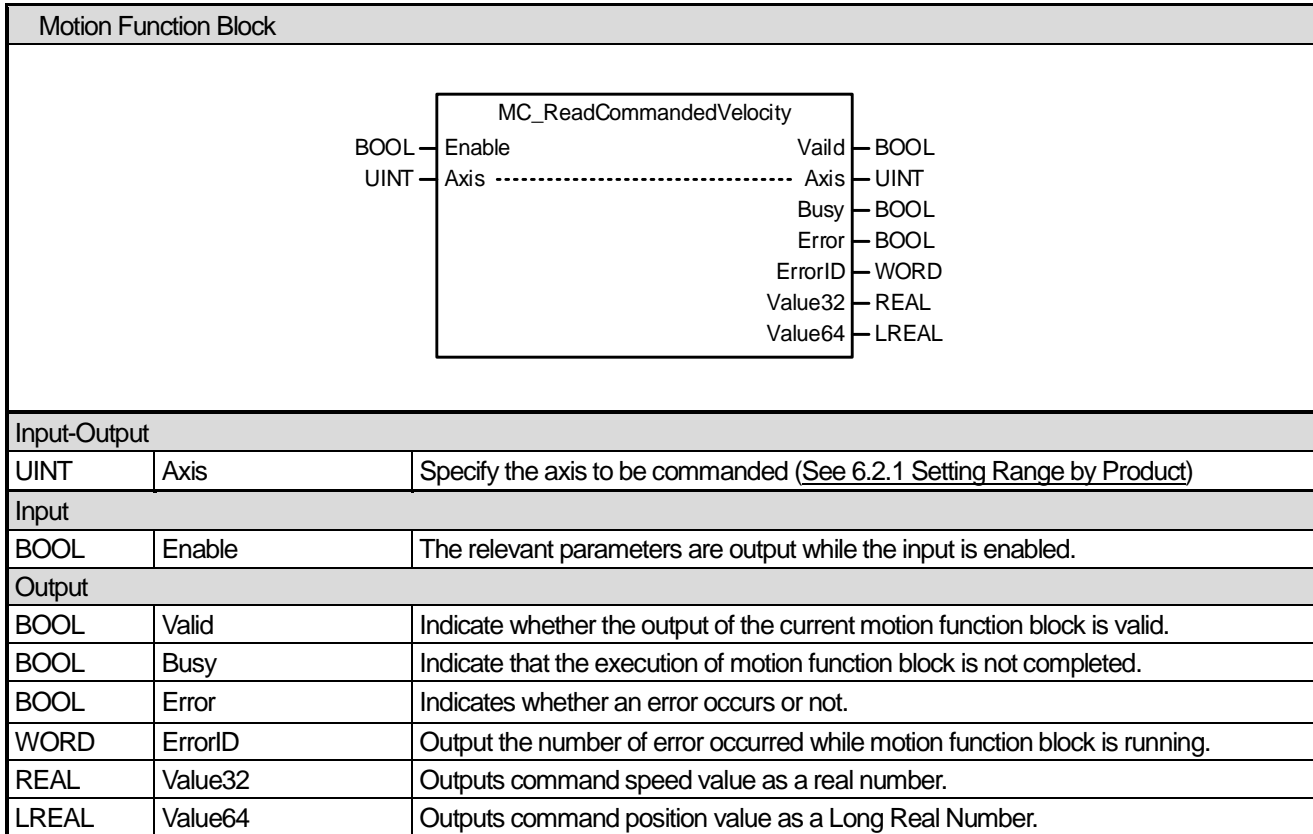 Motion Function Block
MC_ReadCommandedVelocity
BOOL Enable Vaild BOOL
UINT Axis Axis UINT
Busy BOOL
Error BOOL
ErrorID WORD
Value32 REAL
Value64 LREAL
Input-Output
UINT Axis Specify the axis to be commanded (See 6.2.1 Setting Range by Product)
Input
BOOL Enable The relevant parameters are output while the input is enabled.
Output
BOOL Valid Indicate whether the output of the current motion function block is valid.
BOOL Busy Indicate that the execution of motion function block is not completed.
BOOL Error Indicates whether an error occurs or not.
WORD ErrorID Output the number of error occurred while motion function block is running.
REAL Value32 Outputs command speed value as a real number.
LREAL Value64 Outputs command position value as a Long Real Number.